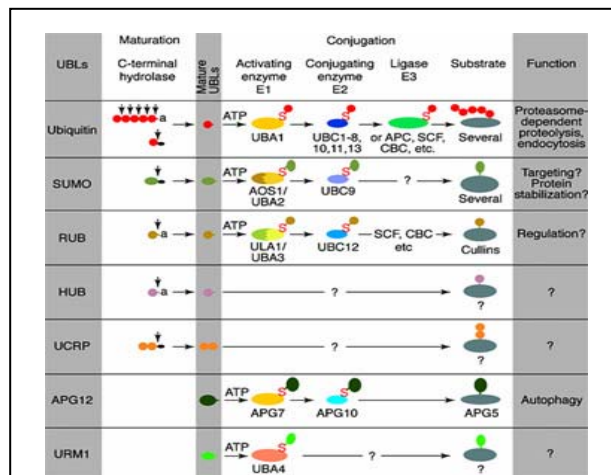 Maturation Conjugation
UBLs C-terminal hydrolase Mature UBLs Activating enzyme E1 Conjugating enzyme E2 Ligase E3 Substrate Function
Ubiquitin a ATP S UBA1 S UBC1-8, 10,11,13 S or APC, SCF, CBC, etc. Several Proteasome-dependent proteolysis, endocytosis
SUMO a ATP S AOS1/ UBA2 S UBC9 ? Several Targeting? Protein stabilization?
RUB a ATP S ULA1/ UBA3 S UBC12 SCF, CBC etc Cullins Regulation?
HUB a ? ? ?
UCRP ? ? ?
APG12 ATP S APG7 S APG10 APG5 Autophagy
URM1 ATP S UBA4 ? ? ?